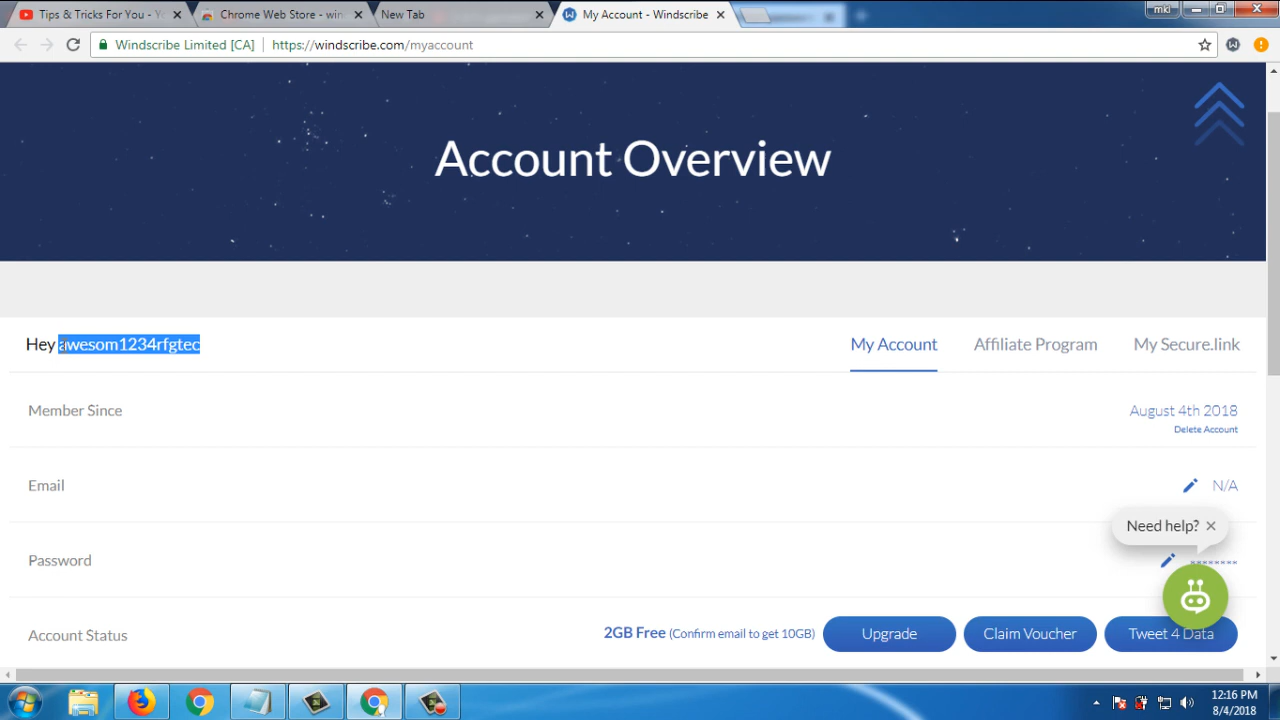 Tips & Tricks For You - Yo
Chrome Web Store - winc
New Tab
My Account - Windscribe
mkl
Windscribe Limited [CA]
https://windscribe.com/myaccount
Account Overview
Hey awesom1234rfgtec
My Account
Affiliate Program
My Secure.link
Member Since
August 4th 2018
Delete Account
Email
N/A
Need help?
Password
********
Account Status
2GB Free (Confirm email to get 10GB)
Upgrade
Claim Voucher
Tweet 4 Data
12:16 PM
8/4/2018